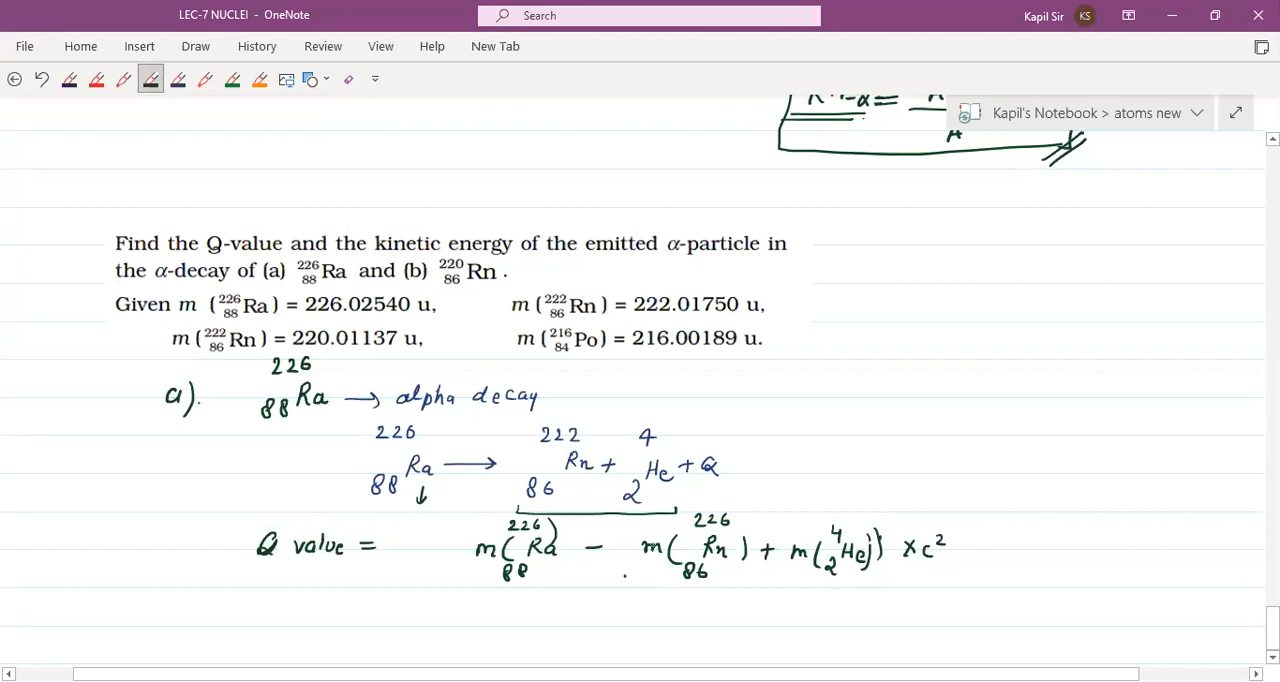 LEC-7 NUCLEI - OneNote
Search
Kapil Sir KS
File Home Insert Draw History Review View Help New Tab
Kapil's Notebook > atoms new
Find the Q-value and the kinetic energy of the emitted α-particle in
the α-decay of (a) ²²⁶₈₈Ra and (b) ²²⁰₈₆Rn .
Given m (²²⁶₈₈Ra) = 226.02540 u, m (²²²₈₆Rn ) = 222.01750 u,
m (²²²₈₆Rn ) = 220.01137 u, m (²¹⁶₈₄Po ) = 216.00189 u.
a). ²²⁶₈₈Ra → alpha decay
²²⁶₈₈Ra → ²²²₈₆Rn + ⁴₂He + Q
Q value = m(²²⁶₈₈Ra) - m(²²⁶₈₆Rn) + m(⁴₂He)) × c²